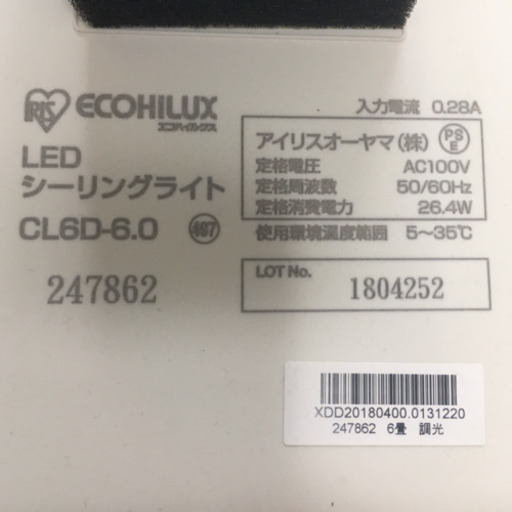 IRIS ECOHiLUX
エコハイルクス
入力電流 0.28A
LED
シーリングライト
CL6D-6.0 497
アイリスオーヤマ(株) PSE
定格電圧 AC100V
定格周波数 50/60Hz
定格消費電力 26.4W
使用環境温度範囲 5~35℃
247862
LOT No. 1804252
XDD20180400.0131220
247862 6畳 調光